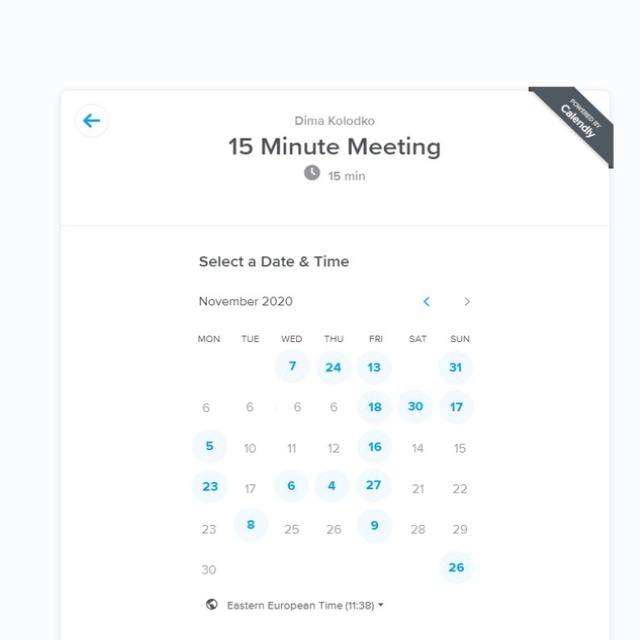 POWERED BY
Calendly
Dima Kolodko
15 Minute Meeting
15 min
Select a Date & Time
November 2020
MON TUE WED THU FRI SAT SUN
7 24 13 31
6 6 6 6 18 30 17
5 10 11 12 16 14 15
23 17 6 4 27 21 22
23 8 25 26 9 28 29
30 26
Eastern European Time (11:38)